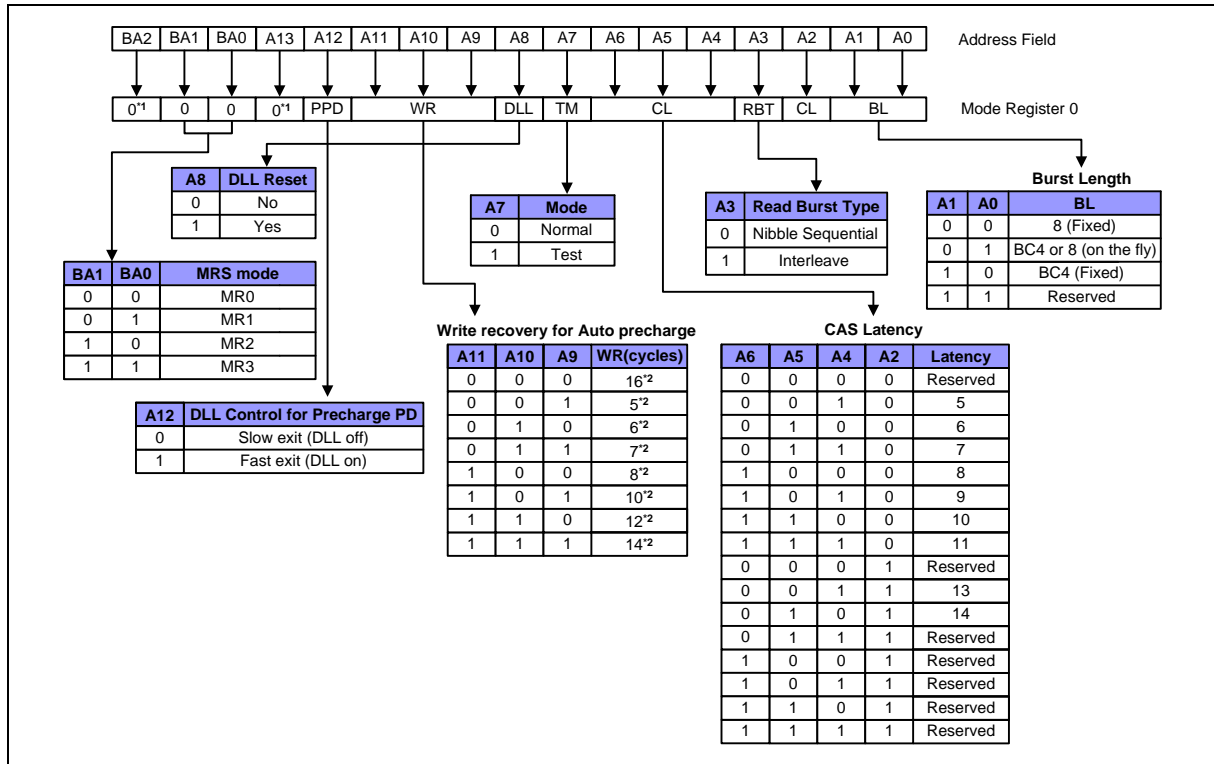 BA2 BA1 BA0 A13 A12 A11 A10 A9 A8 A7 A6 A5 A4 A3 A2 A1 A0 Address Field
0*1 0 0 0*1 PPD WR DLL TM CL RBT CL BL Mode Register 0
A8 DLL Reset
0 No
1 Yes
A7 Mode
0 Normal
1 Test
A3 Read Burst Type
0 Nibble Sequential
1 Interleave
Burst Length
A1 A0 BL
0 0 8 (Fixed)
0 1 BC4 or 8 (on the fly)
1 0 BC4 (Fixed)
1 1 Reserved
BA1 BA0 MRS mode
0 0 MR0
0 1 MR1
1 0 MR2
1 1 MR3
A12 DLL Control for Precharge PD
0 Slow exit (DLL off)
1 Fast exit (DLL on)
Write recovery for Auto precharge
A11 A10 A9 WR(cycles)
0 0 0 16*2
0 0 1 5*2
0 1 0 6*2
0 1 1 7*2
1 0 0 8*2
1 0 1 10*2
1 1 0 12*2
1 1 1 14*2
CAS Latency
A6 A5 A4 A2 Latency
0 0 0 0 Reserved
0 0 1 0 5
0 1 0 0 6
0 1 1 0 7
1 0 0 0 8
1 0 1 0 9
1 1 0 0 10
1 1 1 0 11
0 0 0 1 Reserved
0 0 1 1 13
0 1 0 1 14
0 1 1 1 Reserved
1 0 0 1 Reserved
1 0 1 1 Reserved
1 1 0 1 Reserved
1 1 1 1 Reserved